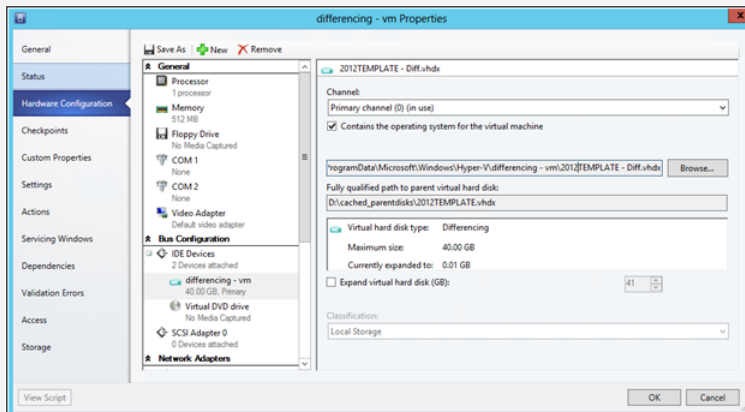 differencing - vm Properties
General
Status
Hardware Configuration
Checkpoints
Custom Properties
Settings
Actions
Servicing Windows
Dependencies
Validation Errors
Access
Storage
Save As New Remove
General
Processor
1 processor
Memory
512 MB
Floppy Drive
No Media Captured
COM 1
None
COM 2
None
Video Adapter
Default video adapter
Bus Configuration
IDE Devices
2 Devices attached
differencing - vm
40.00 GB, Primary
Virtual DVD drive
No Media Captured
SCSI Adapter 0
0 Devices attached
Network Adapters
2012TEMPLATE - Diff.vhdx
Channel:
Primary channel (0) (in use)
Contains the operating system for the virtual machine
rogramData\Microsoft\Windows\Hyper-V\differencing - vm\2012TEMPLATE - Diff.vhdx Browse...
Fully qualified path to parent virtual hard disk:
D:\cached_parentdisks\2012TEMPLATE.vhdx
Virtual hard disk type: Differencing
Maximum size: 40.00 GB
Currently expanded to: 0.01 GB
Expand virtual hard disk (GB): 41
Classification:
Local Storage
View Script OK Cancel